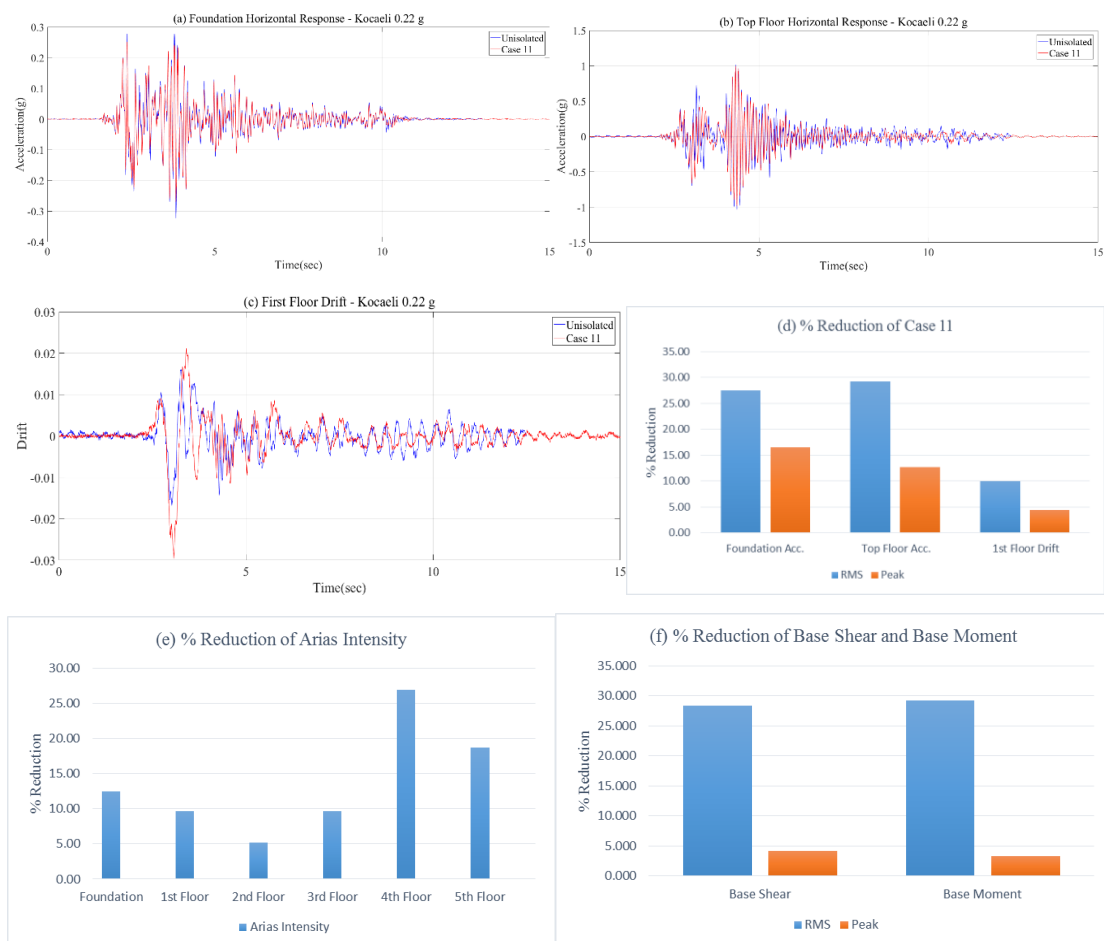 (a) Foundation Horizontal Response - Kocaeli 0.22 g
Unisolated
Case 11
Acceleration(g)
0.3
0.2
0.1
0
-0.1
-0.2
-0.3
-0.4
0
5
10
15
Time(sec)
(b) Top Floor Horizontal Response - Kocaeli 0.22 g
Unisolated
Case 11
Acceleration(g)
1.5
1
0.5
0
-0.5
-1
-1.5
0
5
10
15
Time(sec)
(c) First Floor Drift - Kocaeli 0.22 g
Unisolated
Case 11
Drift
0.03
0.02
0.01
0
-0.01
-0.02
-0.03
0
5
10
15
Time(sec)
(d) % Reduction of Case 11
% Reduction
35.00
30.00
25.00
20.00
15.00
10.00
5.00
0.00
Foundation Acc.
Top Floor Acc.
1st Floor Drift
RMS
Peak
(e) % Reduction of Arias Intensity
% Reduction
30.00
25.00
20.00
15.00
10.00
5.00
0.00
Foundation
1st Floor
2nd Floor
3rd Floor
4th Floor
5th Floor
Arias Intensity
(f) % Reduction of Base Shear and Base Moment
% Reduction
35.000
30.000
25.000
20.000
15.000
10.000
5.000
0.000
Base Shear
Base Moment
RMS
Peak